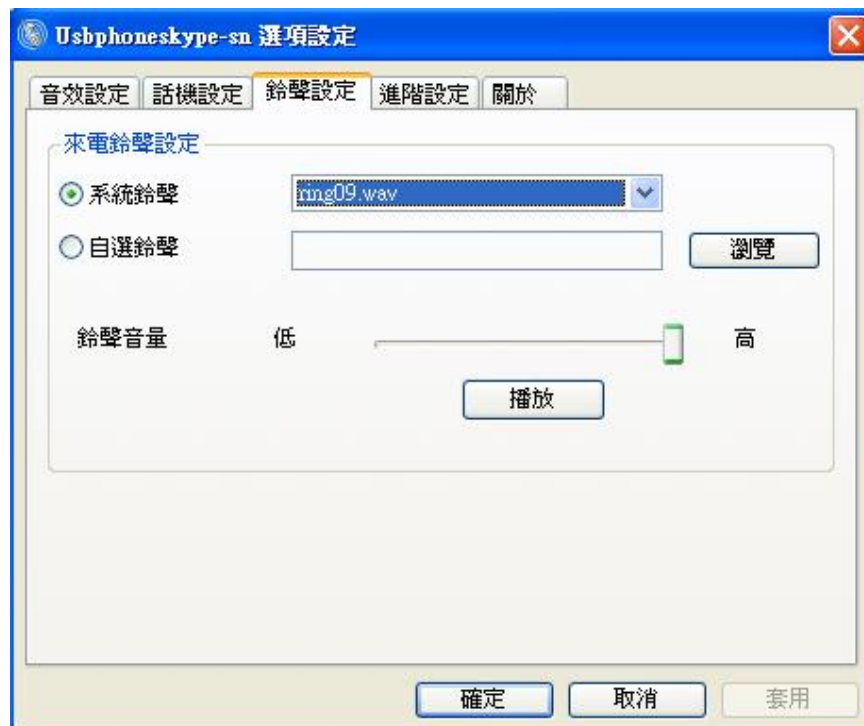 Usbphoneskype-sn 選項設定
音效設定 話機設定 鈴聲設定 進階設定 關於
來電鈴聲設定
系統鈴聲 ring09.wav
自選鈴聲 瀏覽
鈴聲音量 低 高
播放
確定 取消 套用